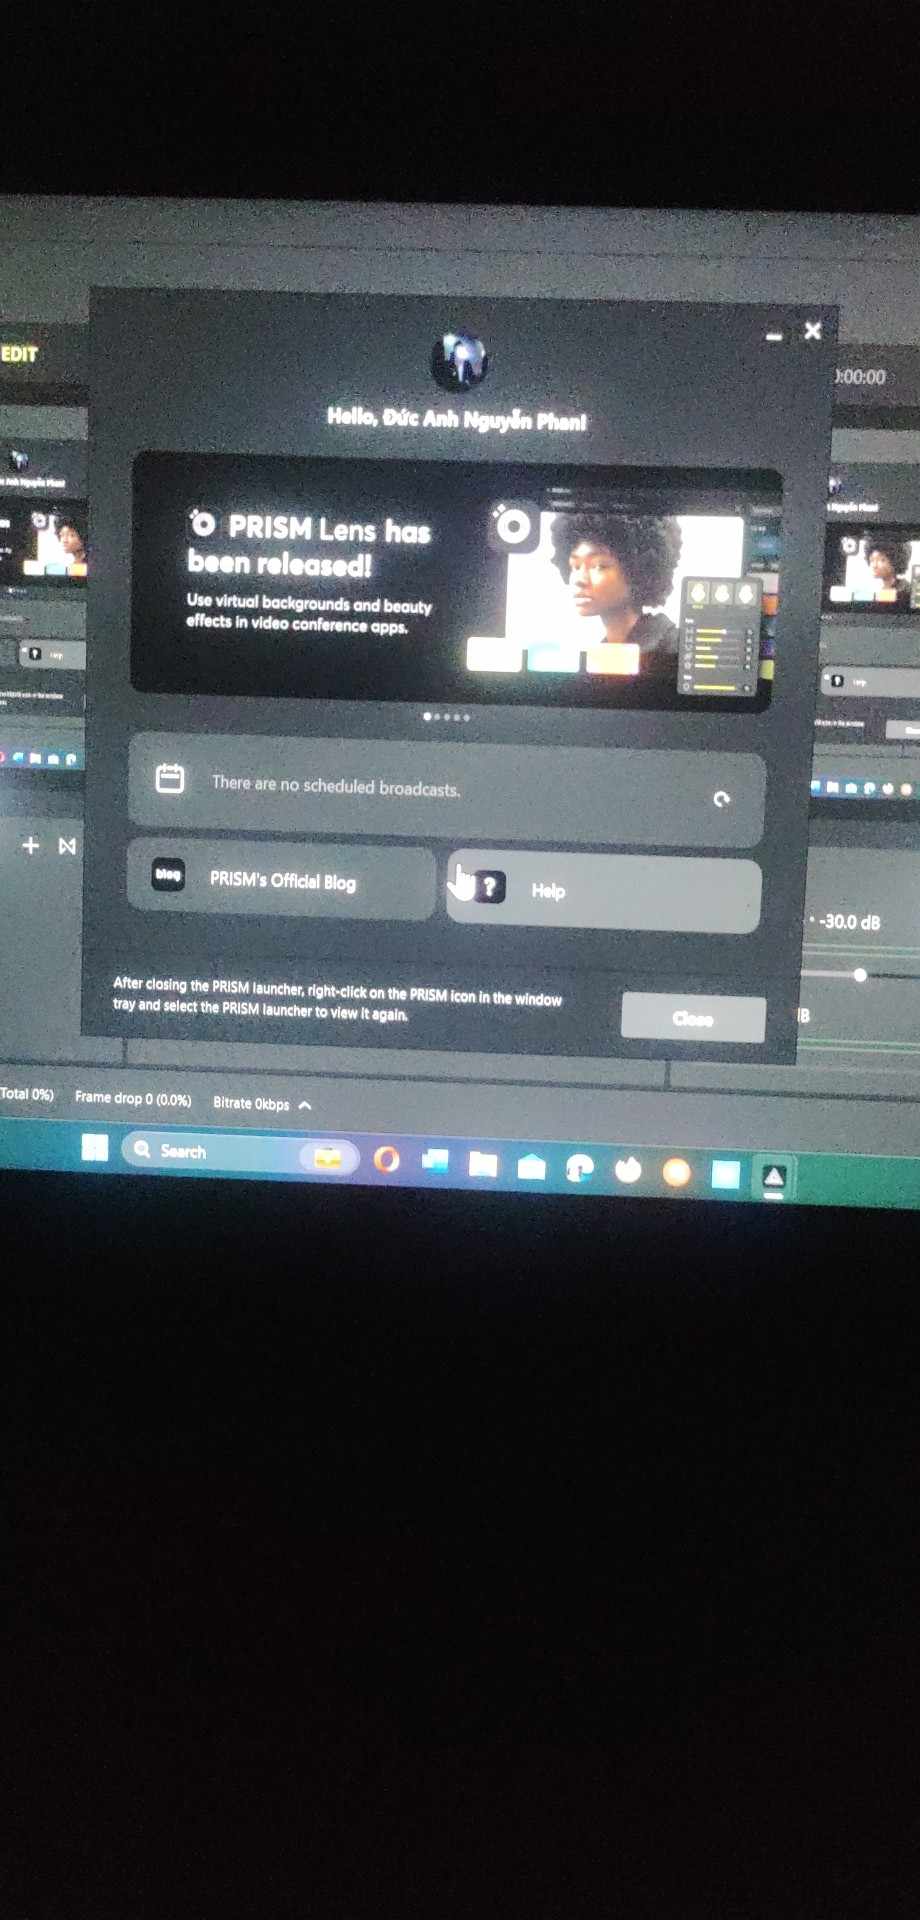 EDIT
0:00:00
Hello, Đức Anh Nguyễn Phan!
PRISM Lens has
been released!
Use virtual backgrounds and beauty
effects in video conference apps.
There are no scheduled broadcasts.
blog
PRISM's Official Blog
?
Help
-30.0 dB
After closing the PRISM launcher, right-click on the PRISM icon in the window
tray and select the PRISM launcher to view it again.
Close
Total 0%)
Frame drop 0 (0.0%)
Bitrate 0kbps
Search